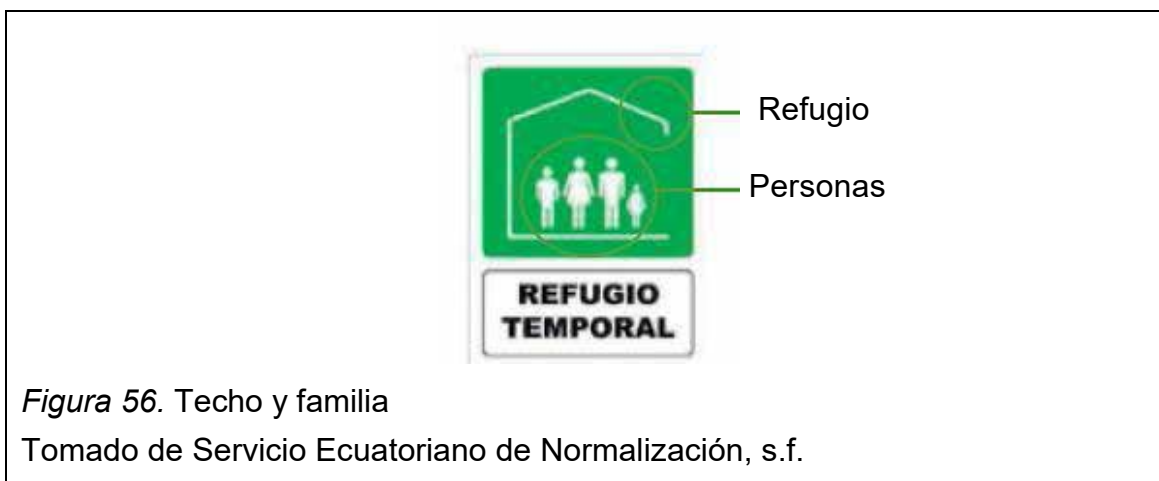 Refugio
Personas
REFUGIO
TEMPORAL
Figura 56. Techo y familia
Tomado de Servicio Ecuatoriano de Normalización, s.f.